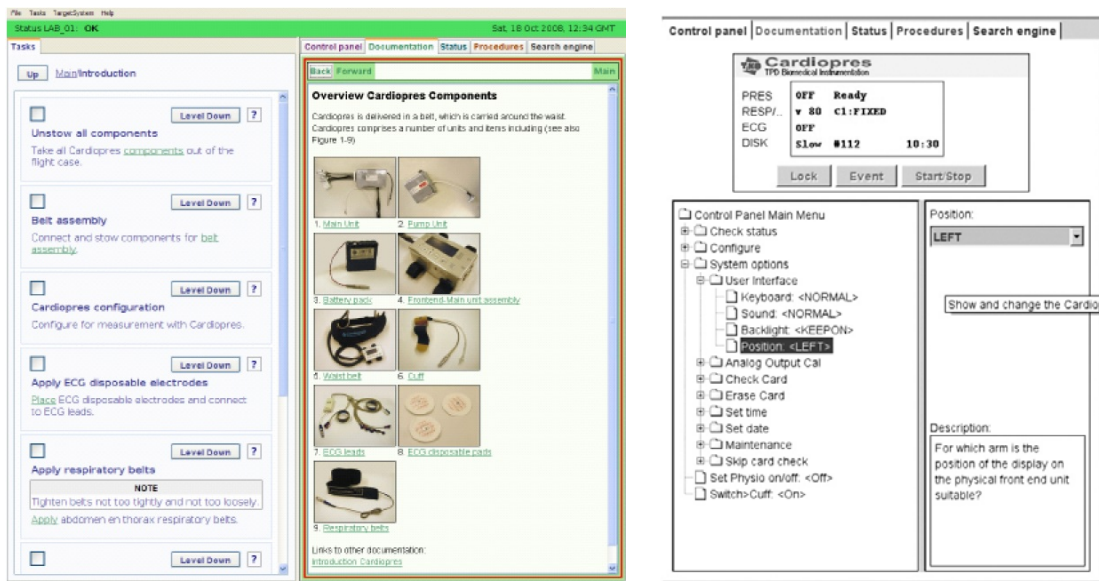 File Tasks TargetSystem Help
Status LAB_01: OK
Sat, 18 Oct 2008, 12:34 GMT
Tasks
Up Main/Introduction
Level Down ?
Unstow all components
Take all Cardiopres components out of the
flight case.
Level Down ?
Belt assembly
Connect and stow components for belt
assembly.
Level Down ?
Cardiopres configuration
Configure for measurement with Cardiopres.
Level Down ?
Apply ECG disposable electrodes
Place ECG disposable electrodes and connect
to ECG leads.
Level Down ?
Apply respiratory belts
NOTE
Tighten belts not too tightly and not too loosely.
Apply abdomen en thorax respiratory belts.
Level Down ?
Control panel Documentation Status Procedures Search engine
Back Forward Main
Overview Cardiopres Components
Cardiopres is delivered in a belt, which is carried around the waist.
Cardiopres comprises a number of units and items including (see also
Figure 1-9)
1. Main Unit 2. Pump Unit
3. Battery pack 4. Frontend-Main unit assembly
5. Waist belt 6. Cuff
7. ECG leads 8. ECG disposable pads
9. Respiratory belts
Links to other documentation:
Introduction Cardiopres
Control panel Documentation Status Procedures Search engine
Cardiopres
TPD Biomedical Instrumentation
PRES OFF Ready
RESP/.. v 80 C1:FIXED
ECG OFF
DISK Slow #112 10:30
Lock Event Start/Stop
Control Panel Main Menu
Check status
Configure
System options
User Interface
Keyboard: <NORMAL>
Sound: <NORMAL>
Backlight: <KEEPON>
Position: <LEFT>
Analog Output Cal
Check Card
Erase Card
Set time
Set date
Maintenance
Skip card check
Set Physio on/off: <Off>
Switch>Cuff: <On>
Position:
LEFT
Show and change the Cardio
Description:
For which arm is the
position of the display on
the physical front end unit
suitable?